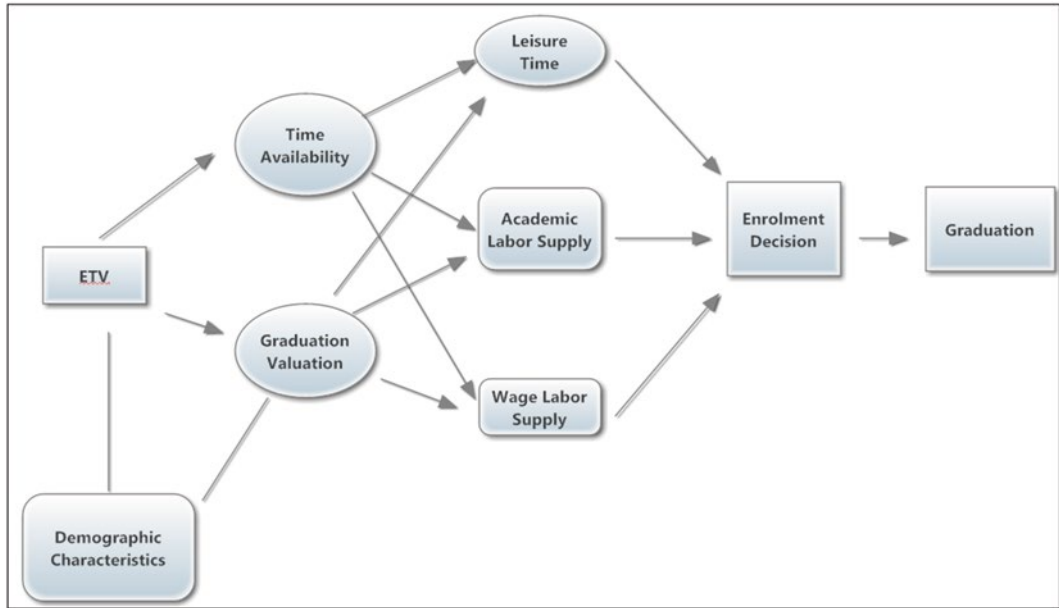 Leisure
Time
Time
Availability
Academic
Labor Supply
Enrolment
Decision
Graduation
ETV
Graduation
Valuation
Wage Labor
Supply
Demographic
Characteristics